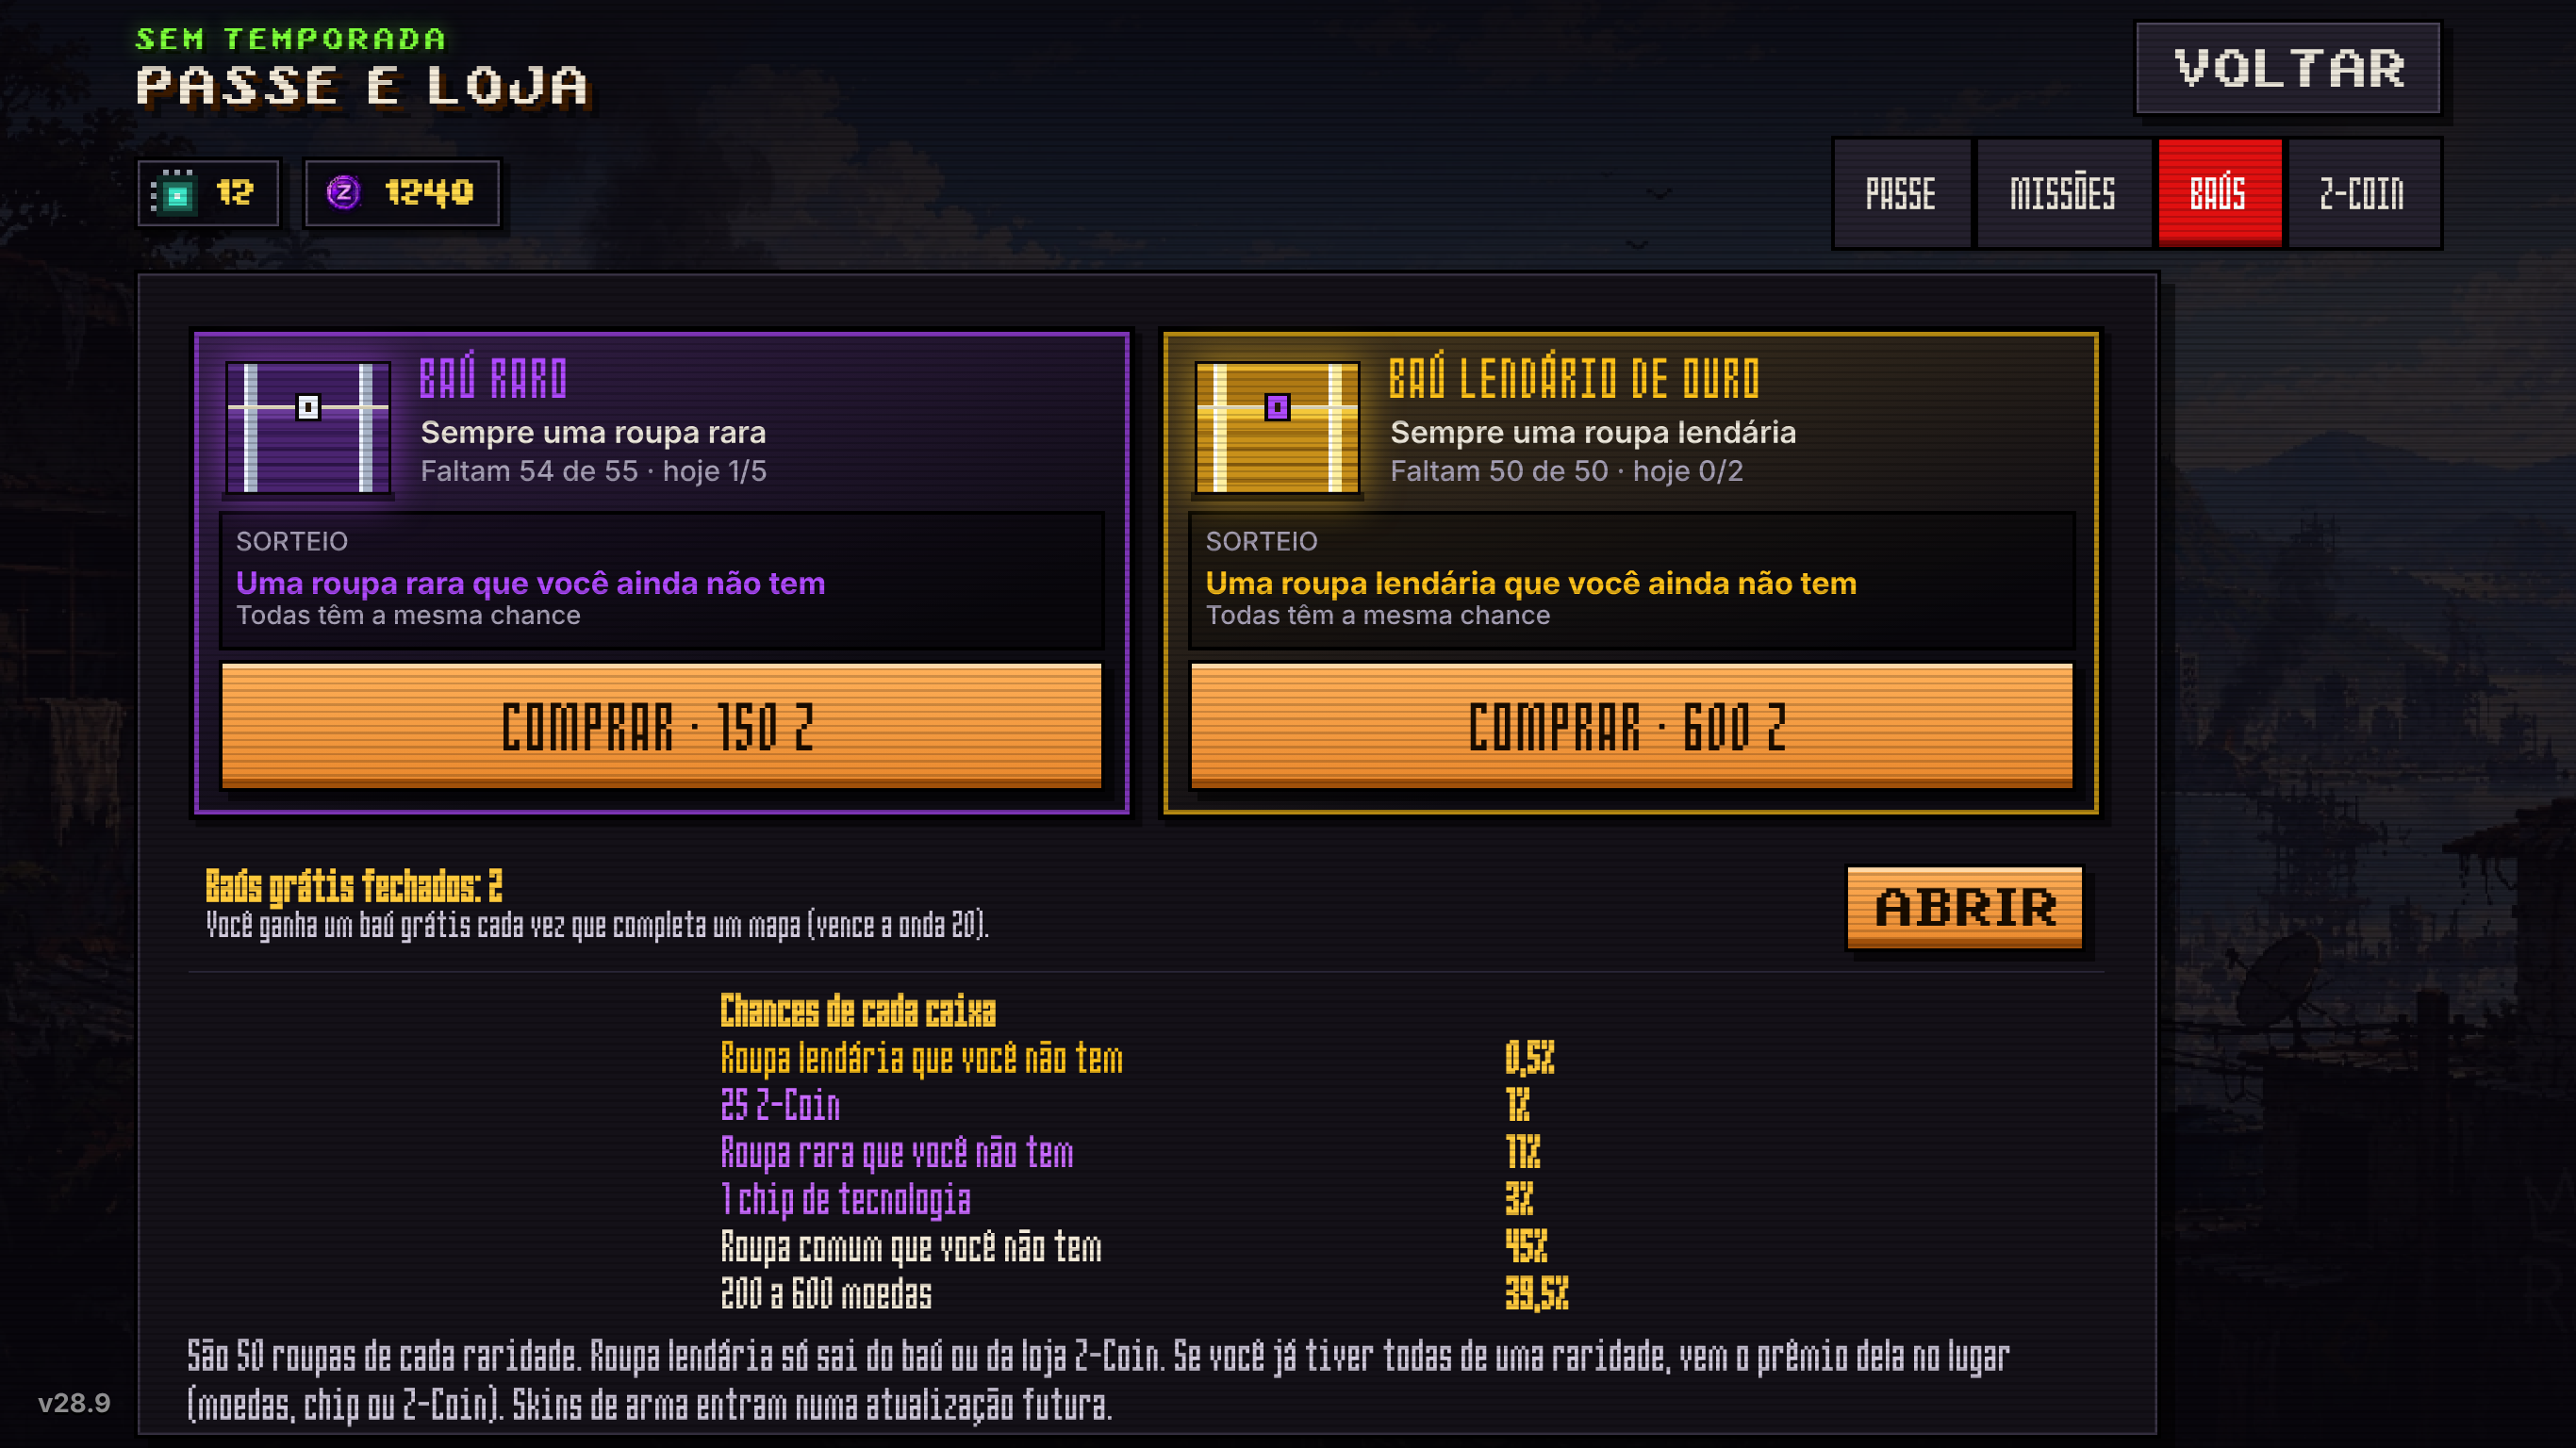 SEM TEMPORADA
PASSE E LOJA
VOLTAR
12
Z
1240
PASSE
MISSÕES
BAÚS
Z-COIN
BAÚ RARO
Sempre uma roupa rara
Faltam 54 de 55 · hoje 1/5
SORTEIO
Uma roupa rara que você ainda não tem
Todas têm a mesma chance
COMPRAR · 150 Z
BAÚ LENDÁRIO DE OURO
Sempre uma roupa lendária
Faltam 50 de 50 · hoje 0/2
SORTEIO
Uma roupa lendária que você ainda não tem
Todas têm a mesma chance
COMPRAR · 600 Z
Baús grátis fechados: 2
Você ganha um baú grátis cada vez que completa um mapa (vence a onda 20).
ABRIR
Chances de cada caixa
Roupa lendária que você não tem 0,5%
25 Z-Coin 1%
Roupa rara que você não tem 11%
1 chip de tecnologia 3%
Roupa comum que você não tem 45%
200 a 600 moedas 39,5%
São 50 roupas de cada raridade. Roupa lendária só sai do baú ou da loja Z-Coin. Se você já tiver todas de uma raridade, vem o prêmio dela no lugar
(moedas, chip ou Z-Coin). Skins de arma entram numa atualização futura.
v28.9